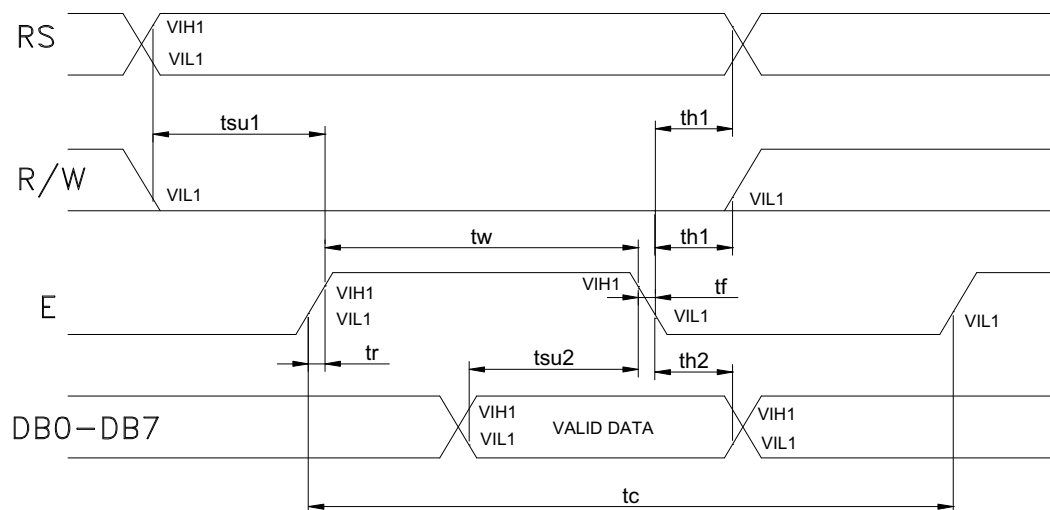 RS
VIH1
VIL1
tsu1
th1
R/W
VIL1
VIL1
tw
th1
E
VIH1
VIL1
VIH1
tf
VIL1
VIL1
tr
tsu2
th2
DB0-DB7
VIH1
VIL1
VALID DATA
VIH1
VIL1
tc